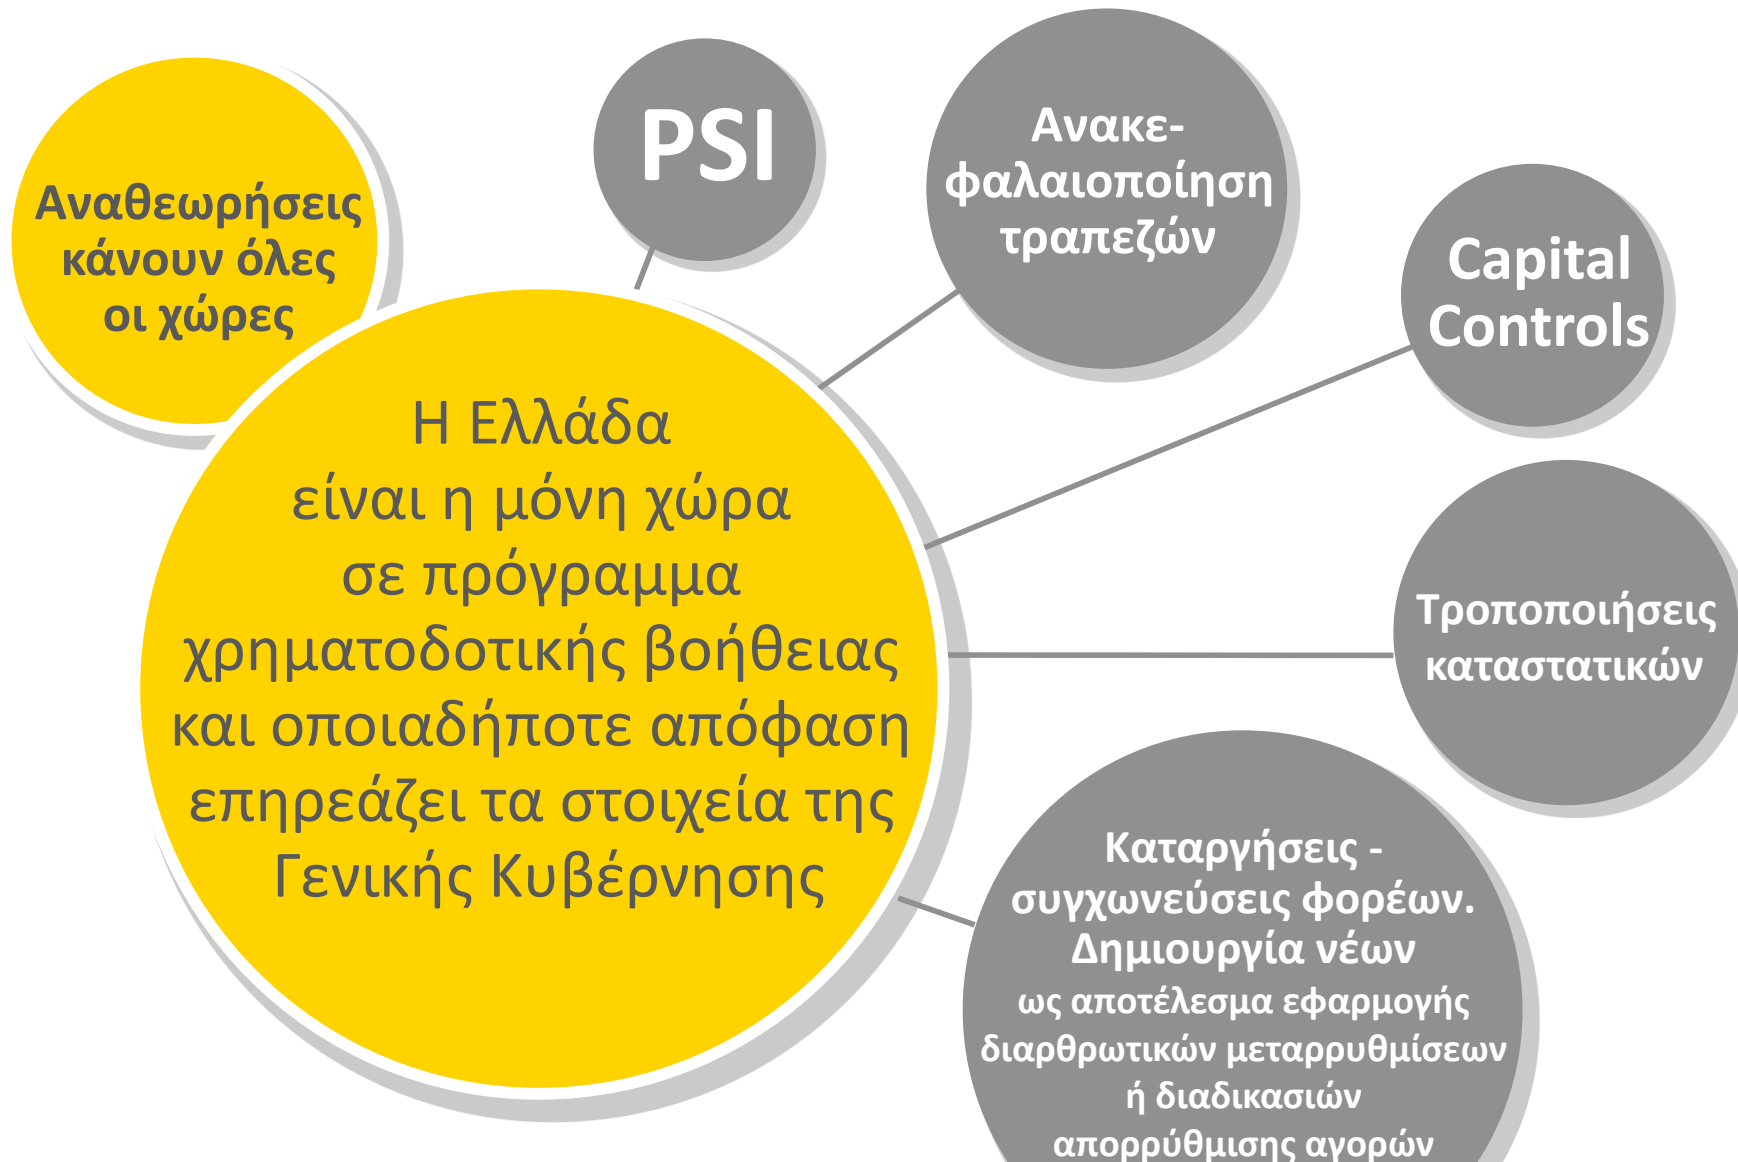 Αναθεωρήσεις
κάνουν όλες
οι χώρες
PSI
Ανακε-
φαλαιοποίηση
τραπεζών
Capital
Controls
Η Ελλάδα
είναι η μόνη χώρα
σε πρόγραμμα
χρηματοδοτικής βοήθειας
και οποιαδήποτε απόφαση
επηρεάζει τα στοιχεία της
Γενικής Κυβέρνησης
Τροποποιήσεις
καταστατικών
Καταργήσεις -
συγχωνεύσεις φορέων.
Δημιουργία νέων
ως αποτέλεσμα εφαρμογής
διαρθρωτικών μεταρρυθμίσεων
ή διαδικασιών
απορρύθμισης αγορών